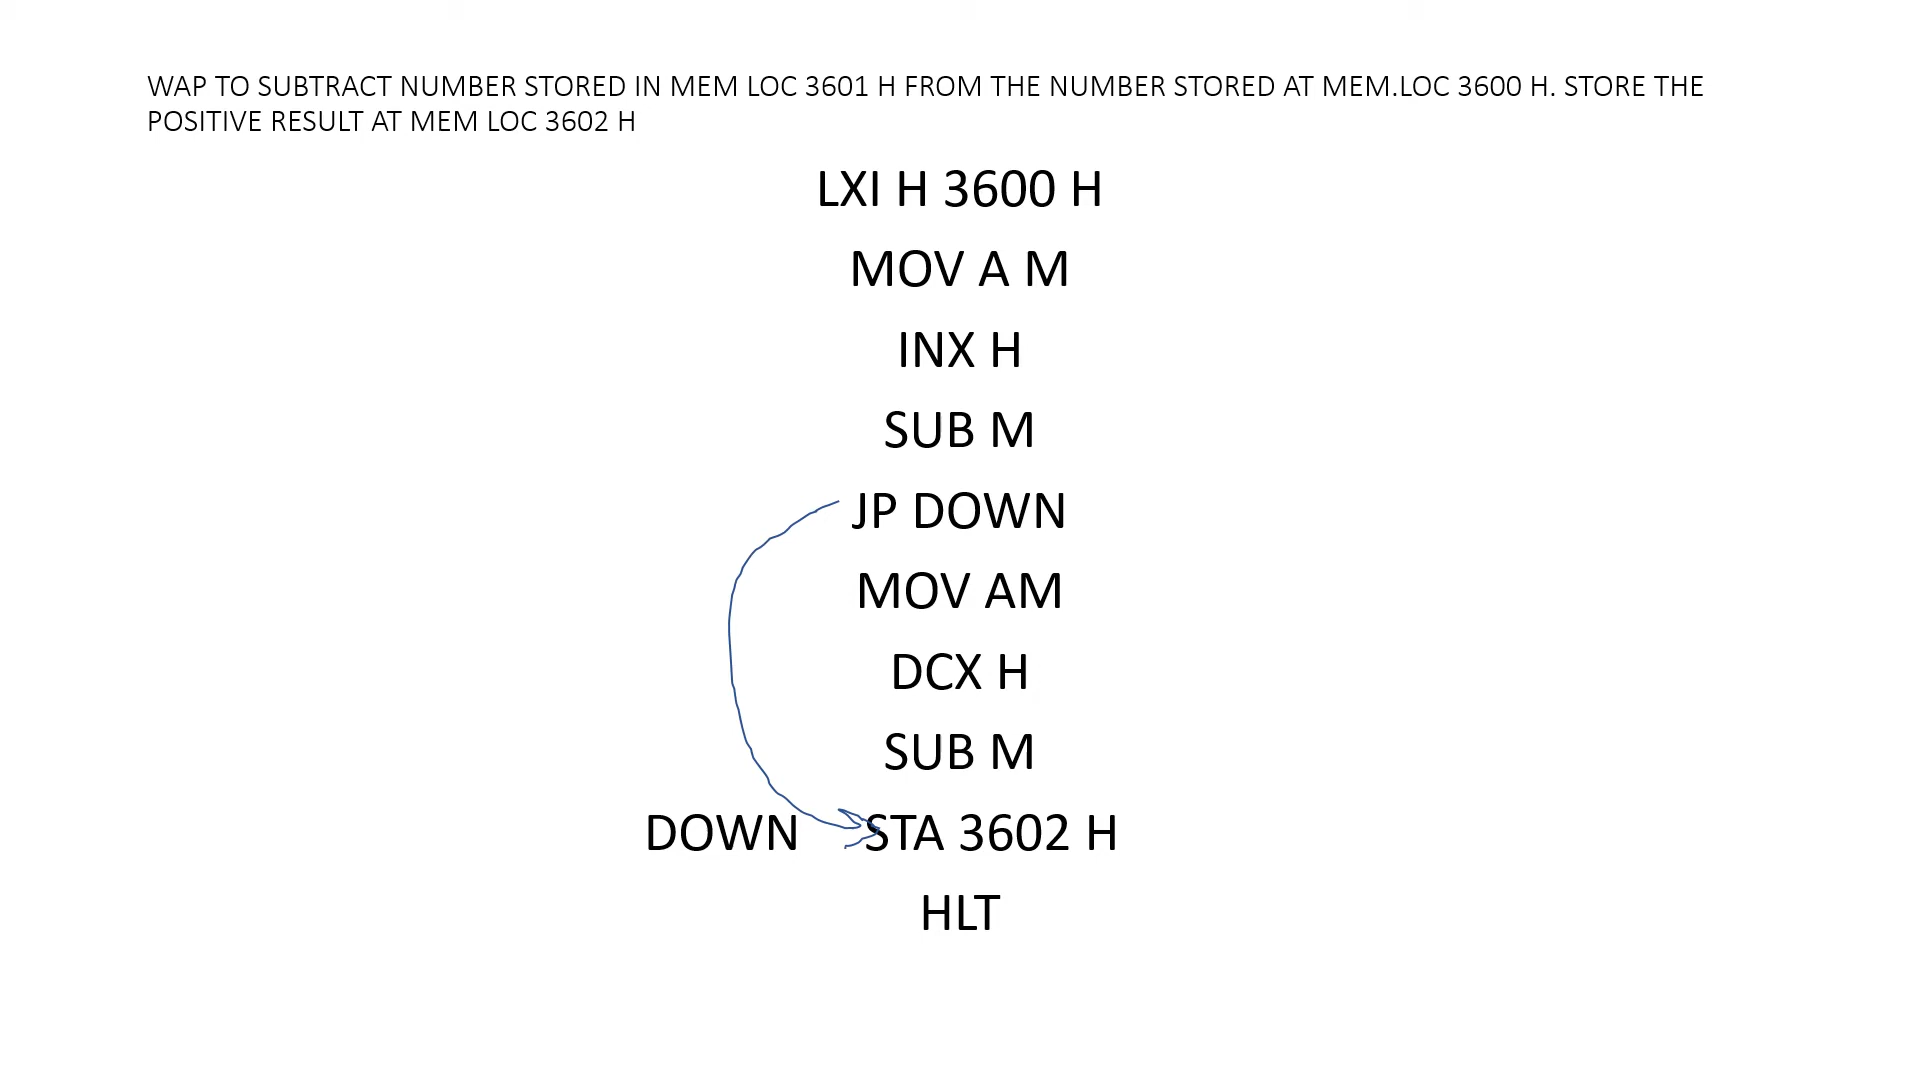 WAP TO SUBTRACT NUMBER STORED IN MEM LOC 3601 H FROM THE NUMBER STORED AT MEM.LOC 3600 H. STORE THE
POSITIVE RESULT AT MEM LOC 3602 H
LXI H 3600 H
MOV A M
INX H
SUB M
JP DOWN
MOV AM
DCX H
SUB M
DOWN STA 3602 H
HLT